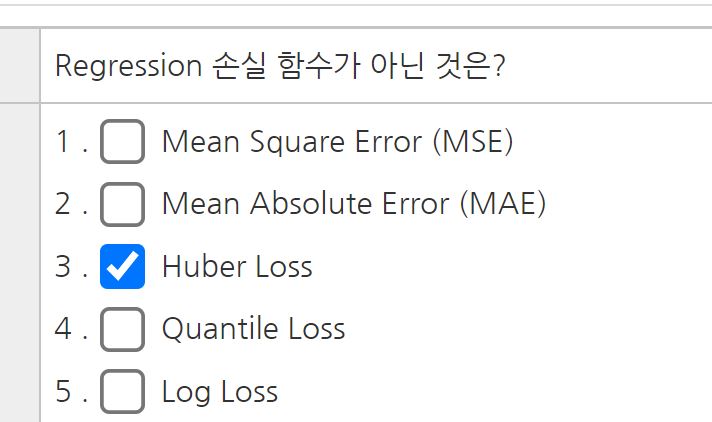 Regression 손실 함수가 아닌 것은?
1 . Mean Square Error (MSE)
2 . Mean Absolute Error (MAE)
3 . Huber Loss
4 . Quantile Loss
5 . Log Loss